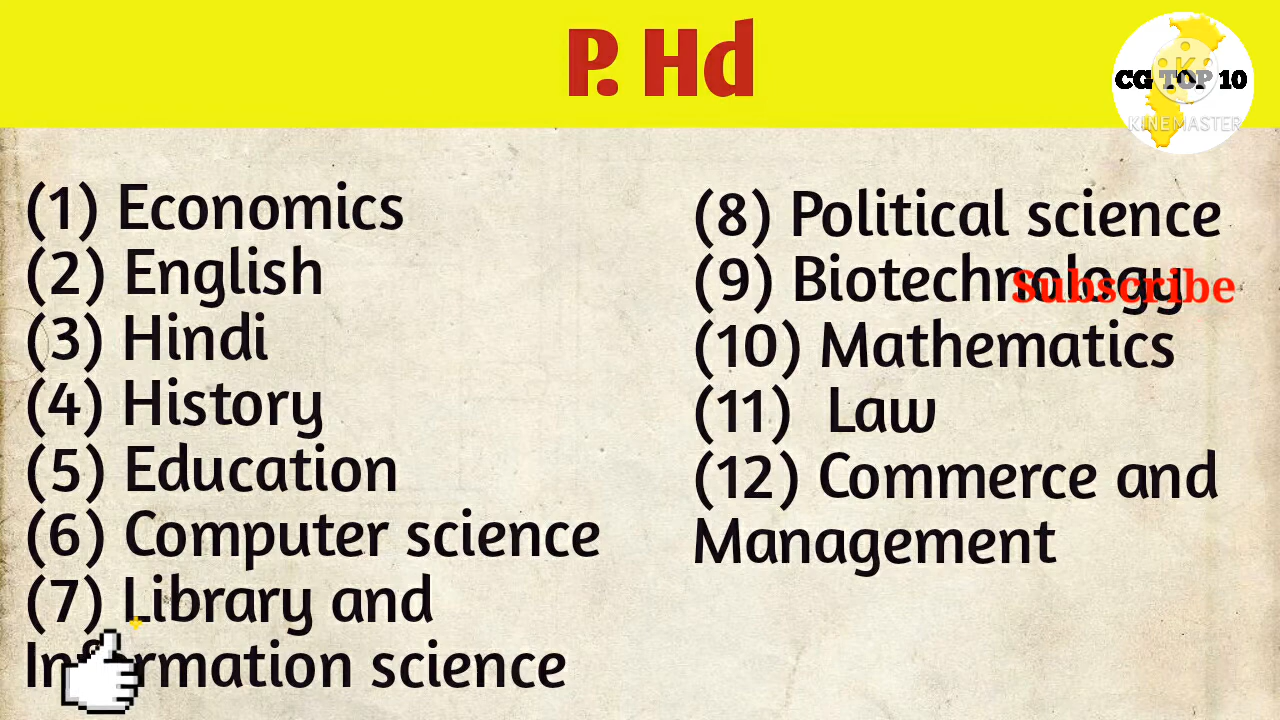 P. Hd
CG TOP 10
KINEMASTER
(1) Economics
(2) English
(3) Hindi
(4) History
(5) Education
(6) Computer science
(7) Library and
Information science
(8) Political science
(9) Biotechnology
Subscribe
(10) Mathematics
(11) Law
(12) Commerce and
Management